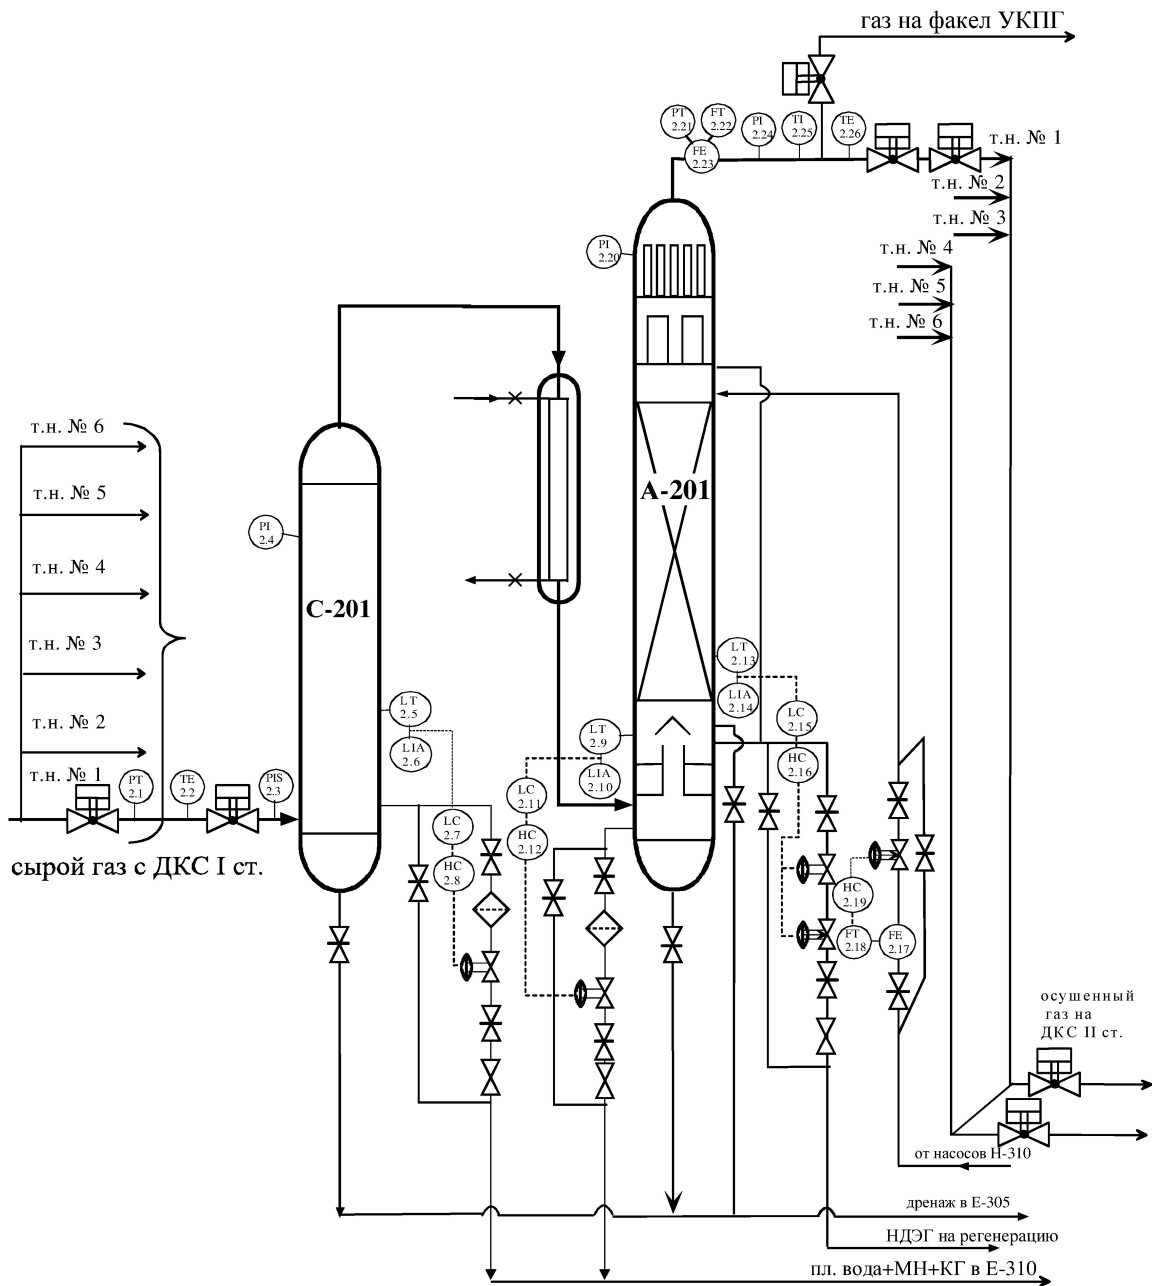 газ на факел УКПГ
PT
2.21
FT
2.22
FE
2.23
PI
2.24
TI
2.25
TE
2.26
т.н. № 1
т.н. № 2
т.н. № 3
т.н. № 4
т.н. № 5
т.н. № 6
PI
2.20
А-201
т.н. № 6
т.н. № 5
т.н. № 4
т.н. № 3
т.н. № 2
т.н. № 1
PI
2.4
С-201
PT
2.1
TE
2.2
PIS
2.3
сырой газ с ДКС I ст.
LT
2.5
LIA
2.6
LC
2.7
HC
2.8
LT
2.9
LIA
2.10
LC
2.11
HC
2.12
LT
2.13
LIA
2.14
LC
2.15
HC
2.16
HC
2.19
FT
2.18
FE
2.17
осушенный
газ на
ДКС II ст.
от насосов Н-310
дренаж в Е-305
НДЭГ на регенерацию
пл. вода+МН+КГ в Е-310